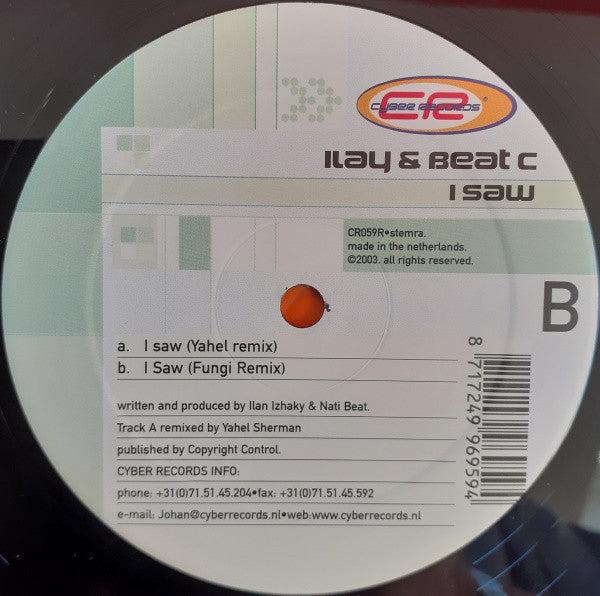 CR
CYBER RECORDS
Ilay & Beat C
I Saw
CR059R•stemra.
made in the netherlands.
©2003. all rights reserved.
B
a. I saw (Yahel remix)
b. I Saw (Fungi Remix)
written and produced by Ilan Izhaky & Nati Beat.
Track A remixed by Yahel Sherman
published by Copyright Control.
CYBER RECORDS INFO:
phone: +31(0)71.51.45.204•fax: +31(0)71.51.45.592
e-mail: Johan@cyberrecords.nl•web:www.cyberrecords.nl
8 717249 969594